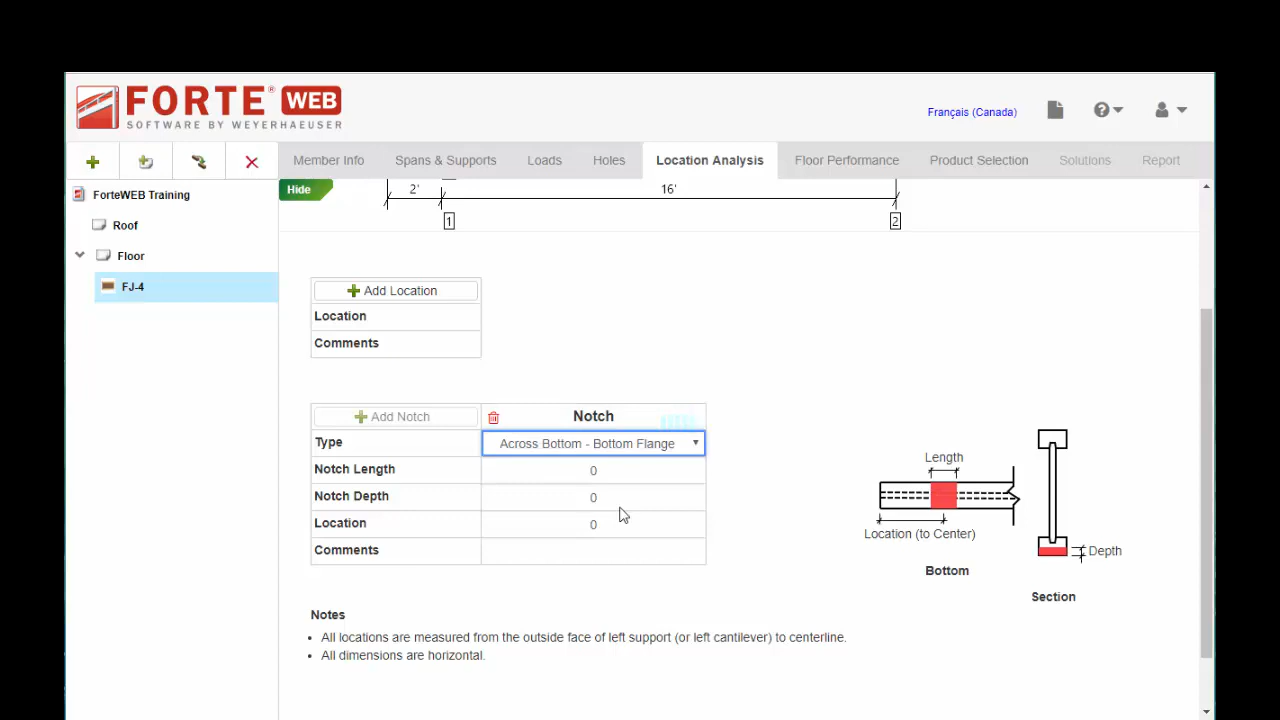 FORTE® WEB
SOFTWARE BY WEYERHAEUSER
Français (Canada)
Member Info Spans & Supports Loads Holes Location Analysis Floor Performance Product Selection Solutions Report
ForteWEB Training
Roof
Floor
FJ-4
Hide
2' 16'
1 2
Add Location
Location
Comments
Add Notch Notch
Type Across Bottom - Bottom Flange
Notch Length 0
Notch Depth 0
Location 0
Comments
Length
Location (to Center)
Bottom
Depth
Section
Notes
• All locations are measured from the outside face of left support (or left cantilever) to centerline.
• All dimensions are horizontal.